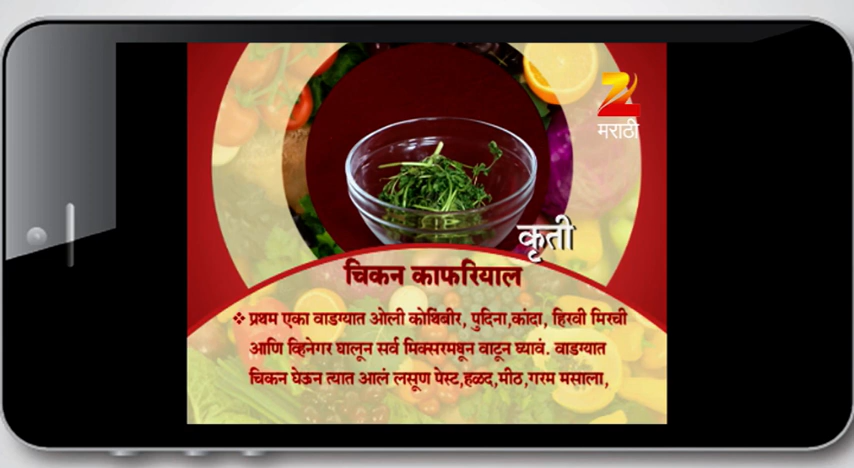 मराठी
कृती
चिकन काफरियाल
❖ प्रथम एका वाडग्यात ओली कोथिंबीर, पुदिना,कांदा, हिरवी मिरची
आणि व्हिनेगर घालून सर्व मिक्सरमधून वाटून घ्यावं. वाडग्यात
चिकन घेऊन त्यात आलं लसूण पेस्ट,हळद,मीठ,गरम मसाला,